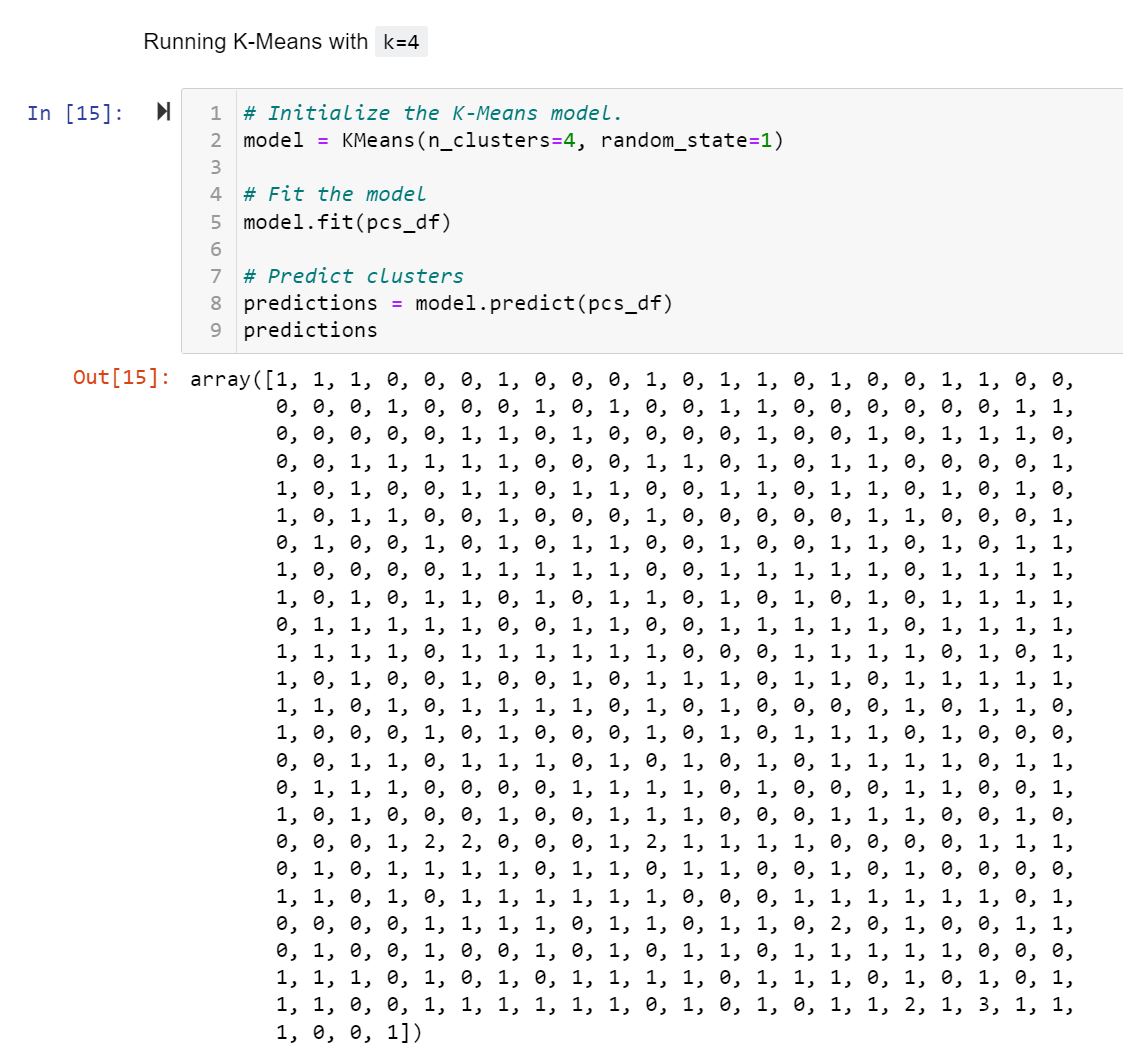 Running K-Means with k=4
In [15]:
1 # Initialize the K-Means model.
2 model = KMeans(n_clusters=4, random_state=1)
3
4 # Fit the model
5 model.fit(pcs_df)
6
7 # Predict clusters
8 predictions = model.predict(pcs_df)
9 predictions
Out[15]: array([1, 1, 1, 0, 0, 0, 1, 0, 0, 0, 1, 0, 1, 1, 0, 1, 0, 0, 1, 1, 0, 0,
0, 0, 0, 1, 0, 0, 0, 1, 0, 1, 0, 0, 1, 1, 0, 0, 0, 0, 0, 0, 1, 1,
0, 0, 0, 0, 0, 1, 1, 0, 1, 0, 0, 0, 0, 1, 0, 0, 1, 0, 1, 1, 1, 0,
0, 0, 1, 1, 1, 1, 1, 0, 0, 0, 1, 1, 0, 1, 0, 1, 1, 0, 0, 0, 0, 1,
1, 0, 1, 0, 0, 1, 1, 0, 1, 1, 0, 0, 1, 1, 0, 1, 1, 0, 1, 0, 1, 0,
1, 0, 1, 1, 0, 0, 1, 0, 0, 0, 1, 0, 0, 0, 0, 0, 1, 1, 0, 0, 0, 1,
0, 1, 0, 0, 1, 0, 1, 0, 1, 1, 0, 0, 1, 0, 0, 1, 1, 0, 1, 0, 1, 1,
1, 0, 0, 0, 0, 1, 1, 1, 1, 1, 0, 0, 1, 1, 1, 1, 1, 0, 1, 1, 1, 1,
1, 0, 1, 0, 1, 1, 0, 1, 0, 1, 1, 0, 1, 0, 1, 0, 1, 0, 1, 1, 1, 1,
0, 1, 1, 1, 1, 1, 0, 0, 1, 1, 0, 0, 1, 1, 1, 1, 1, 0, 1, 1, 1, 1,
1, 1, 1, 1, 0, 1, 1, 1, 1, 1, 1, 0, 0, 0, 1, 1, 1, 1, 0, 1, 0, 1,
1, 0, 1, 0, 0, 1, 0, 0, 1, 0, 1, 1, 1, 0, 1, 1, 0, 1, 1, 1, 1, 1,
1, 1, 0, 1, 0, 1, 1, 1, 1, 0, 1, 0, 1, 0, 0, 0, 0, 1, 0, 1, 1, 0,
1, 0, 0, 0, 1, 0, 1, 0, 0, 0, 1, 0, 1, 0, 1, 1, 1, 0, 1, 0, 0, 0,
0, 0, 1, 1, 0, 1, 1, 1, 0, 1, 0, 1, 0, 1, 0, 1, 1, 1, 1, 0, 1, 1,
0, 1, 1, 1, 0, 0, 0, 0, 1, 1, 1, 1, 0, 1, 0, 0, 0, 1, 1, 0, 0, 1,
1, 0, 1, 0, 0, 0, 1, 0, 0, 1, 1, 1, 0, 0, 0, 1, 1, 1, 0, 0, 1, 0,
0, 0, 0, 1, 2, 2, 0, 0, 0, 1, 2, 1, 1, 1, 1, 0, 0, 0, 0, 1, 1, 1,
0, 1, 0, 1, 1, 1, 1, 0, 1, 1, 0, 1, 1, 0, 0, 1, 0, 1, 0, 0, 0, 0,
1, 1, 0, 1, 0, 1, 1, 1, 1, 1, 1, 0, 0, 0, 1, 1, 1, 1, 1, 1, 0, 1,
0, 0, 0, 0, 1, 1, 1, 1, 0, 1, 1, 0, 1, 1, 0, 2, 0, 1, 0, 0, 1, 1,
0, 1, 0, 0, 1, 0, 0, 1, 0, 1, 0, 1, 1, 0, 1, 1, 1, 1, 1, 0, 0, 0,
1, 1, 1, 0, 1, 0, 1, 0, 1, 1, 1, 1, 0, 1, 1, 1, 0, 1, 0, 1, 0, 1,
1, 1, 0, 0, 1, 1, 1, 1, 1, 1, 0, 1, 0, 1, 0, 1, 1, 2, 1, 3, 1, 1,
1, 0, 0, 1])